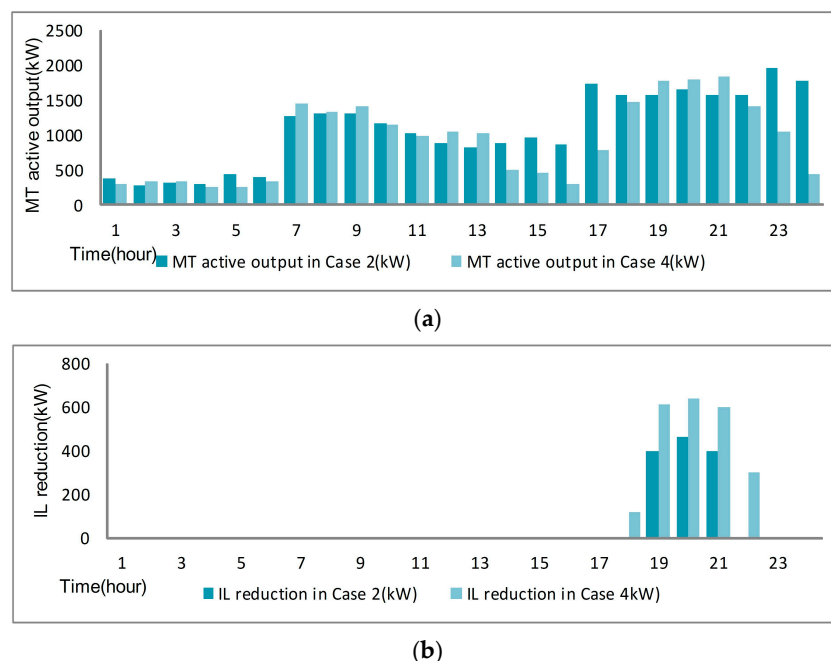 MT active output(kW)
2500
2000
1500
1000
500
0
1 3 5 7 9 11 13 15 17 19 21 23
Time(hour)
MT active output in Case 2(kW) MT active output in Case 4(kW)
(a)
IL reduction(kW)
800
600
400
200
0
1 3 5 7 9 11 13 15 17 19 21 23
Time(hour)
IL reduction in Case 2(kW) IL reduction in Case 4kW)
(b)